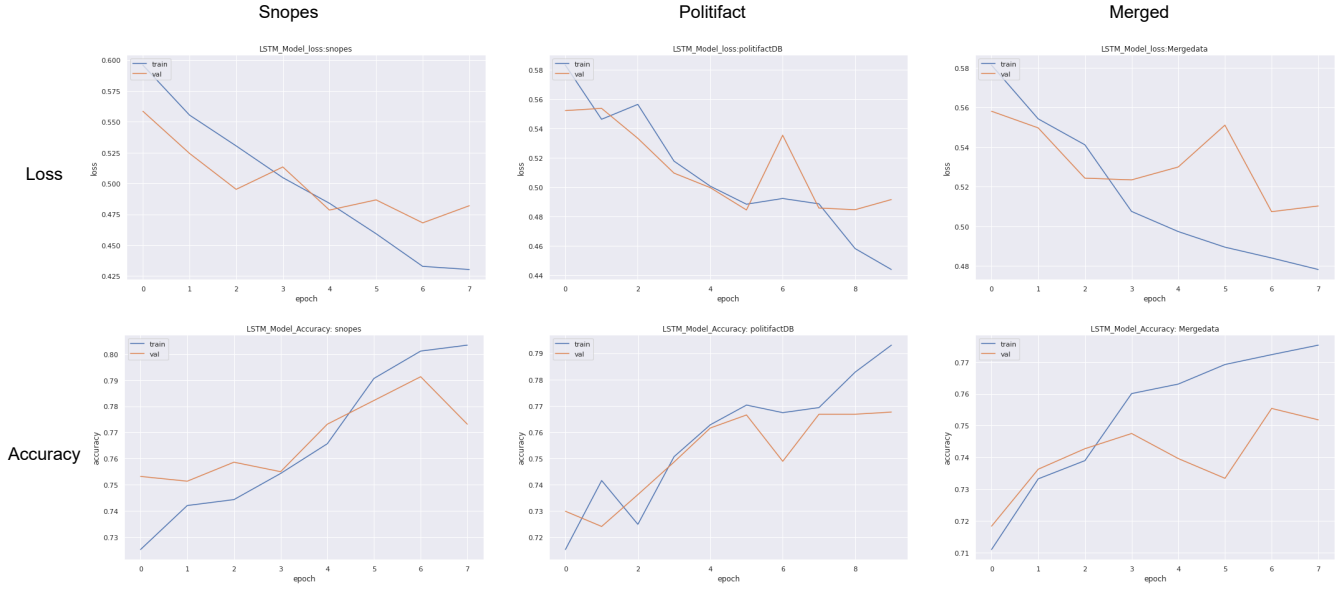 Snopes
Politifact
Merged
Loss
Accuracy
LSTM_Model_loss:snopes
train
val
loss
0.600
0.575
0.550
0.525
0.500
0.475
0.450
0.425
0 1 2 3 4 5 6 7
epoch
LSTM_Model_loss:politifactDB
train
val
loss
0.58
0.56
0.54
0.52
0.50
0.48
0.46
0.44
0 2 4 6 8
epoch
LSTM_Model_loss:Mergedata
train
val
loss
0.58
0.56
0.54
0.52
0.50
0.48
0 1 2 3 4 5 6 7
epoch
LSTM_Model_Accuracy: snopes
train
val
accuracy
0.80
0.79
0.78
0.77
0.76
0.75
0.74
0.73
0 1 2 3 4 5 6 7
epoch
LSTM_Model_Accuracy: politifactDB
train
val
accuracy
0.79
0.78
0.77
0.76
0.75
0.74
0.73
0.72
0 2 4 6 8
epoch
LSTM_Model_Accuracy: Mergedata
train
val
accuracy
0.77
0.76
0.75
0.74
0.73
0.72
0.71
0 1 2 3 4 5 6 7
epoch